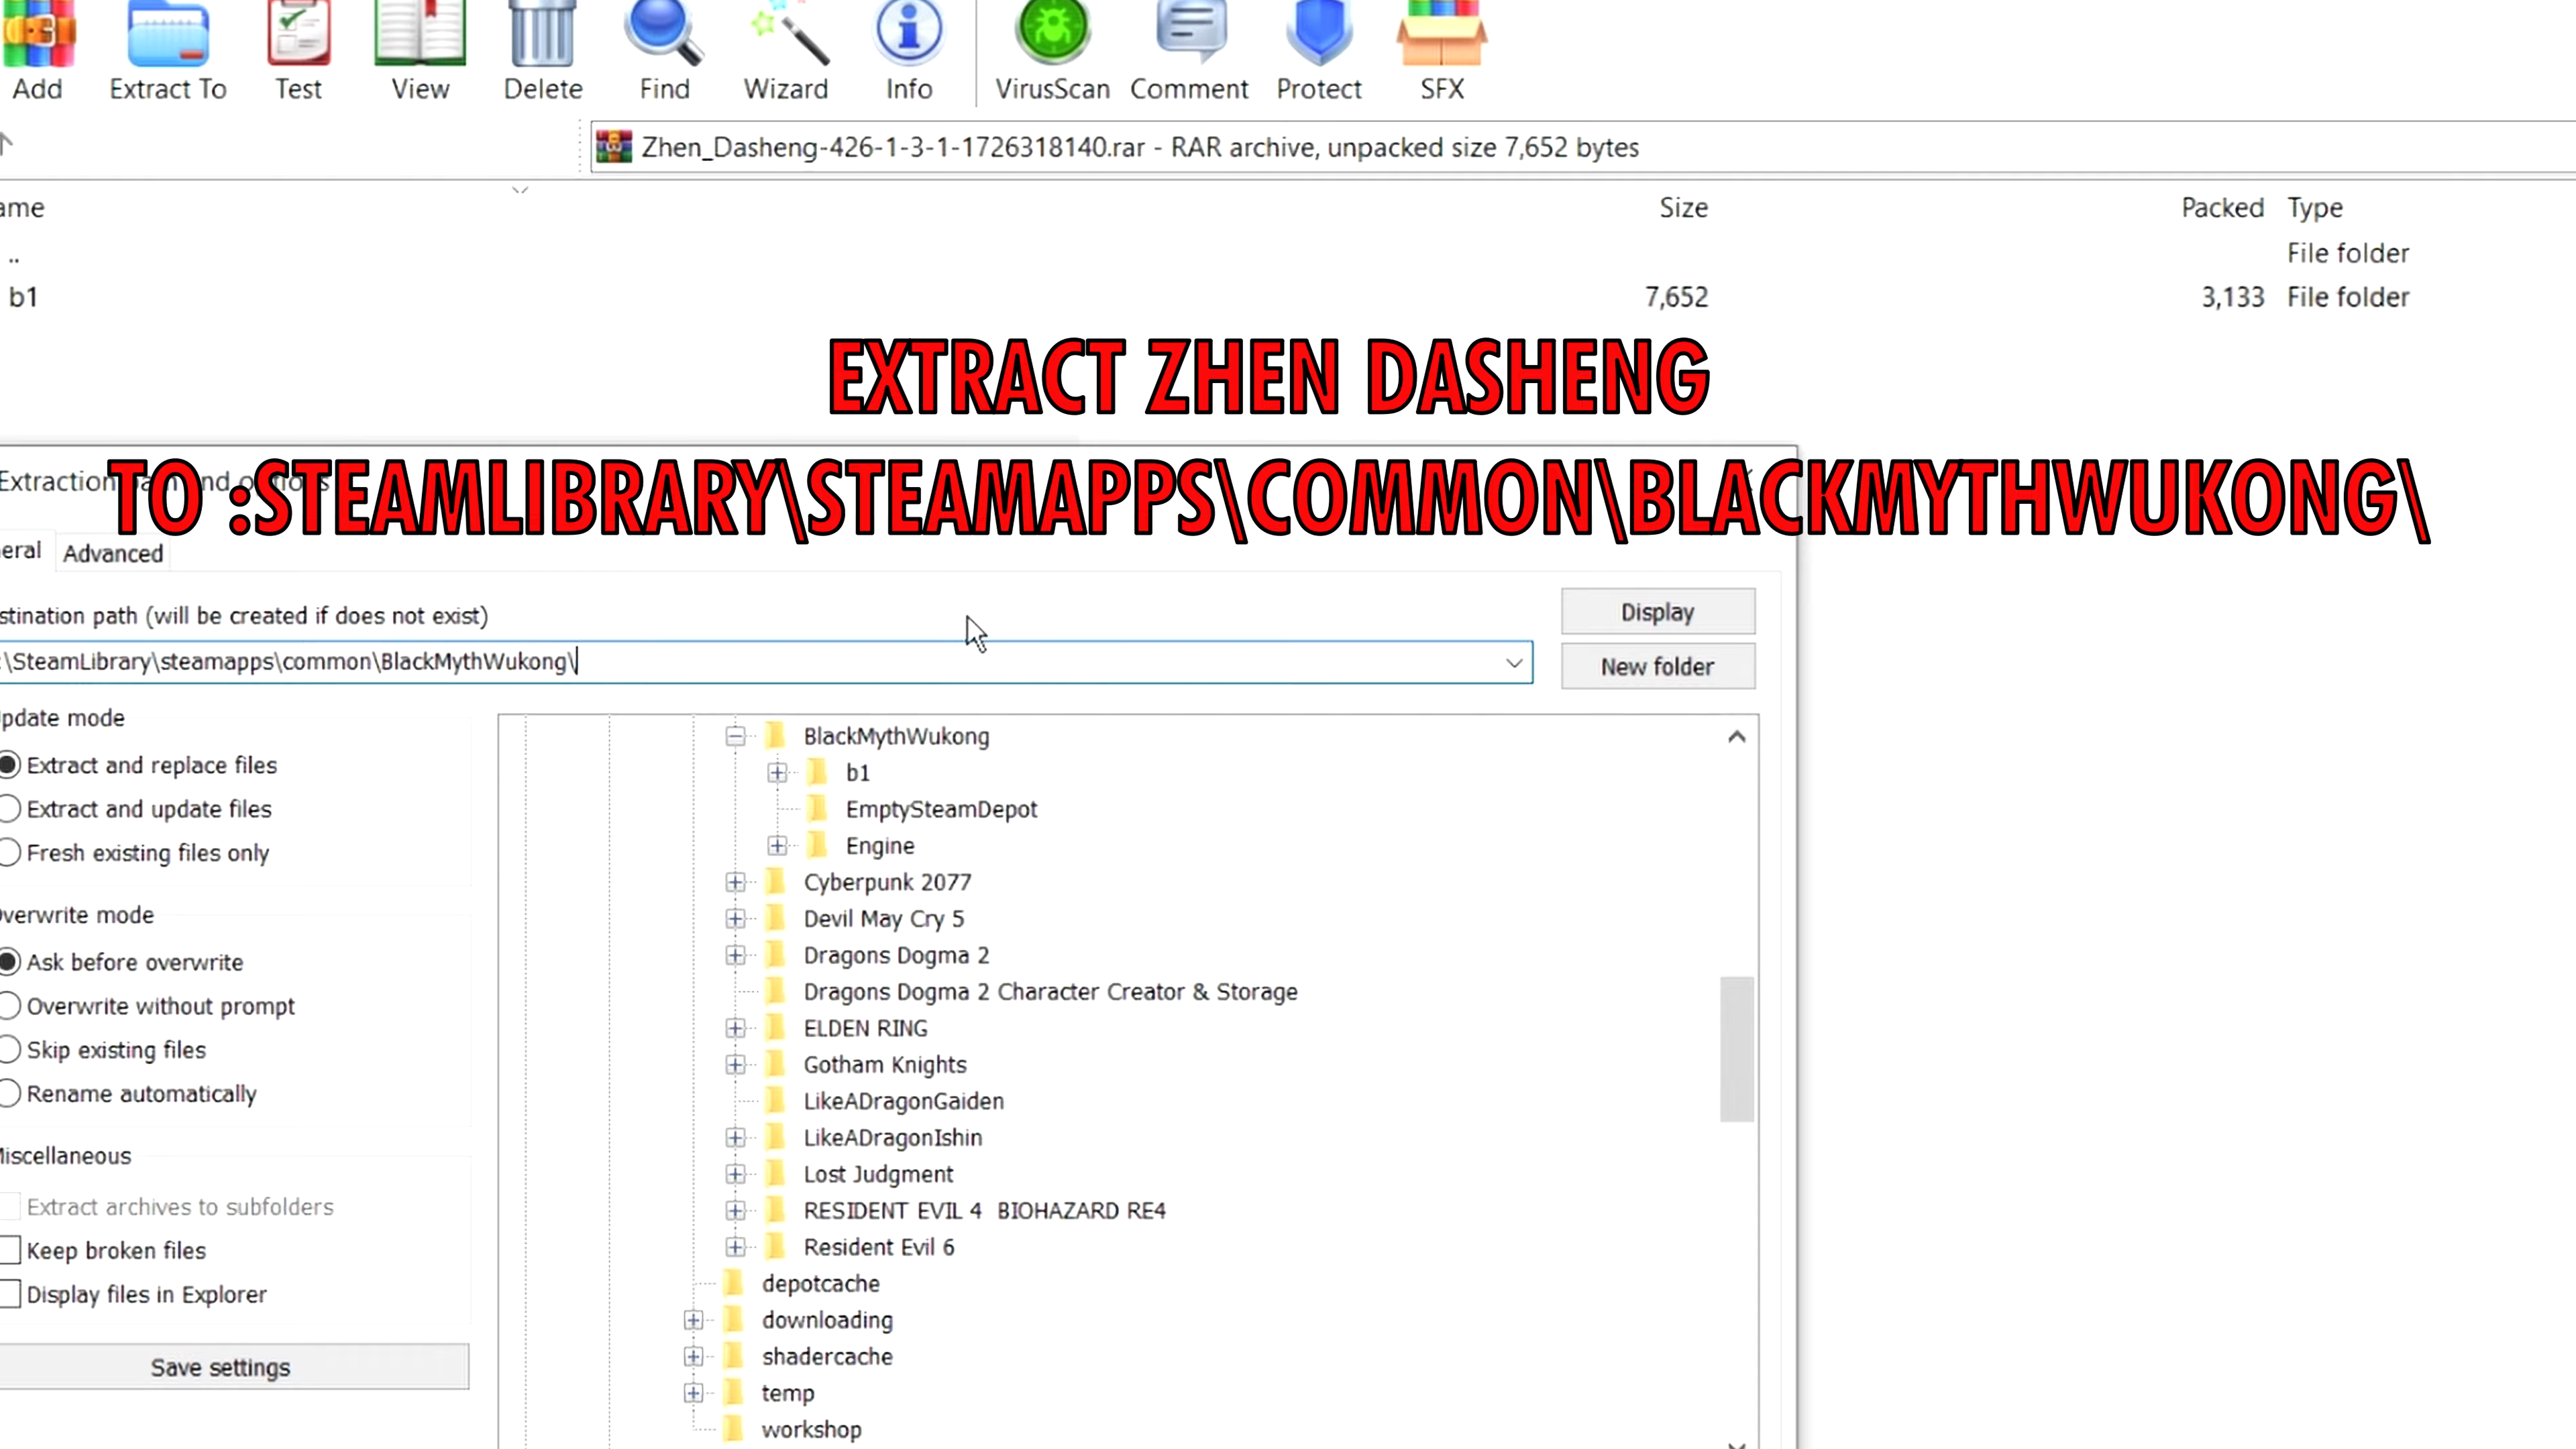 Add Extract To Test View Delete Find Wizard Info VirusScan Comment Protect SFX
Zhen_Dasheng-426-1-3-1-1726318140.rar - RAR archive, unpacked size 7,652 bytes
ame Size Packed Type
.. File folder
b1 7,652 3,133 File folder
EXTRACT ZHEN DASHENG
TO :STEAMLIBRARY\STEAMAPPS\COMMON\BLACKMYTHWUKONG\
Extraction path and options
eral Advanced
stination path (will be created if does not exist)
Display
:\SteamLibrary\steamapps\common\BlackMythWukong\
New folder
pdate mode
Extract and replace files
Extract and update files
Fresh existing files only
verwrite mode
Ask before overwrite
Overwrite without prompt
Skip existing files
Rename automatically
iscellaneous
Extract archives to subfolders
Keep broken files
Display files in Explorer
Save settings
BlackMythWukong
b1
EmptySteamDepot
Engine
Cyberpunk 2077
Devil May Cry 5
Dragons Dogma 2
Dragons Dogma 2 Character Creator & Storage
ELDEN RING
Gotham Knights
LikeADragonGaiden
LikeADragonIshin
Lost Judgment
RESIDENT EVIL 4 BIOHAZARD RE4
Resident Evil 6
depotcache
downloading
shadercache
temp
workshop